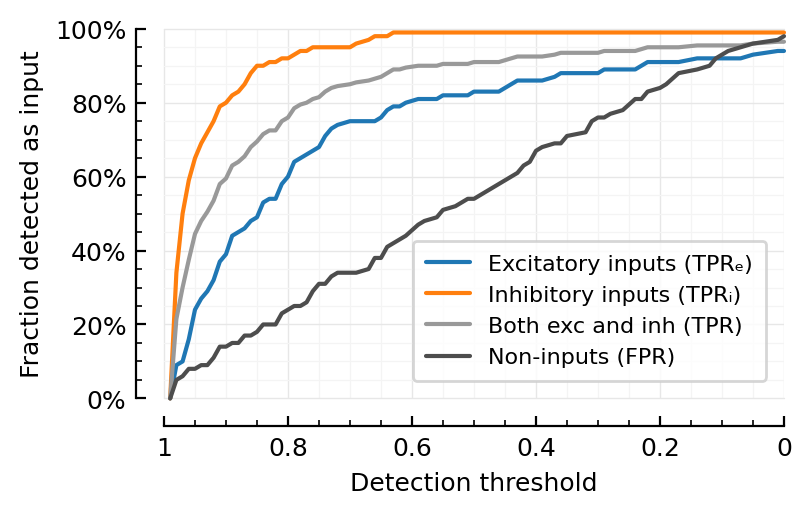 Fraction detected as input
100%
80%
60%
40%
20%
0%
Excitatory inputs (TPRₑ)
Inhibitory inputs (TPRᵢ)
Both exc and inh (TPR)
Non-inputs (FPR)
1 0.8 0.6 0.4 0.2 0
Detection threshold